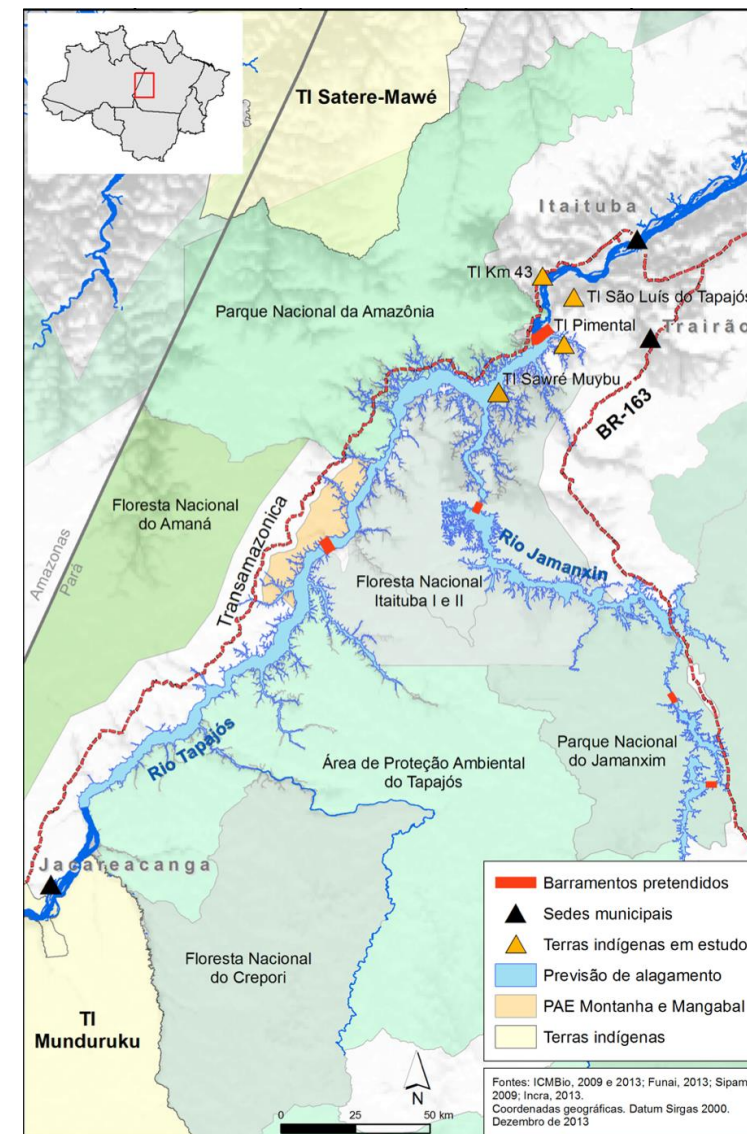 TI Satere-Mawé
Itaituba
TI Km 43
TI São Luís do Tapajós
Parque Nacional da Amazônia
TI Pimental
Trairão
TI Sawré Muybu
BR-163
Floresta Nacional
do Amaná
Transamazonica
Amazonas
Pará
Rio Jamanxin
Floresta Nacional
Itaituba I e II
Rio Tapajós
Parque Nacional
do Jamanxim
Área de Proteção Ambiental
do Tapajós
Jacareacanga
Floresta Nacional
do Crepori
TI
Munduruku
Barramentos pretendidos
Sedes municipais
Terras indígenas em estudo
Previsão de alagamento
PAE Montanha e Mangabal
Terras indígenas
N
0 25 50 km
Fontes: ICMBio, 2009 e 2013; Funai, 2013; Sipam
2009; Incra, 2013.
Coordenadas geográficas. Datum Sirgas 2000.
Dezembro de 2013